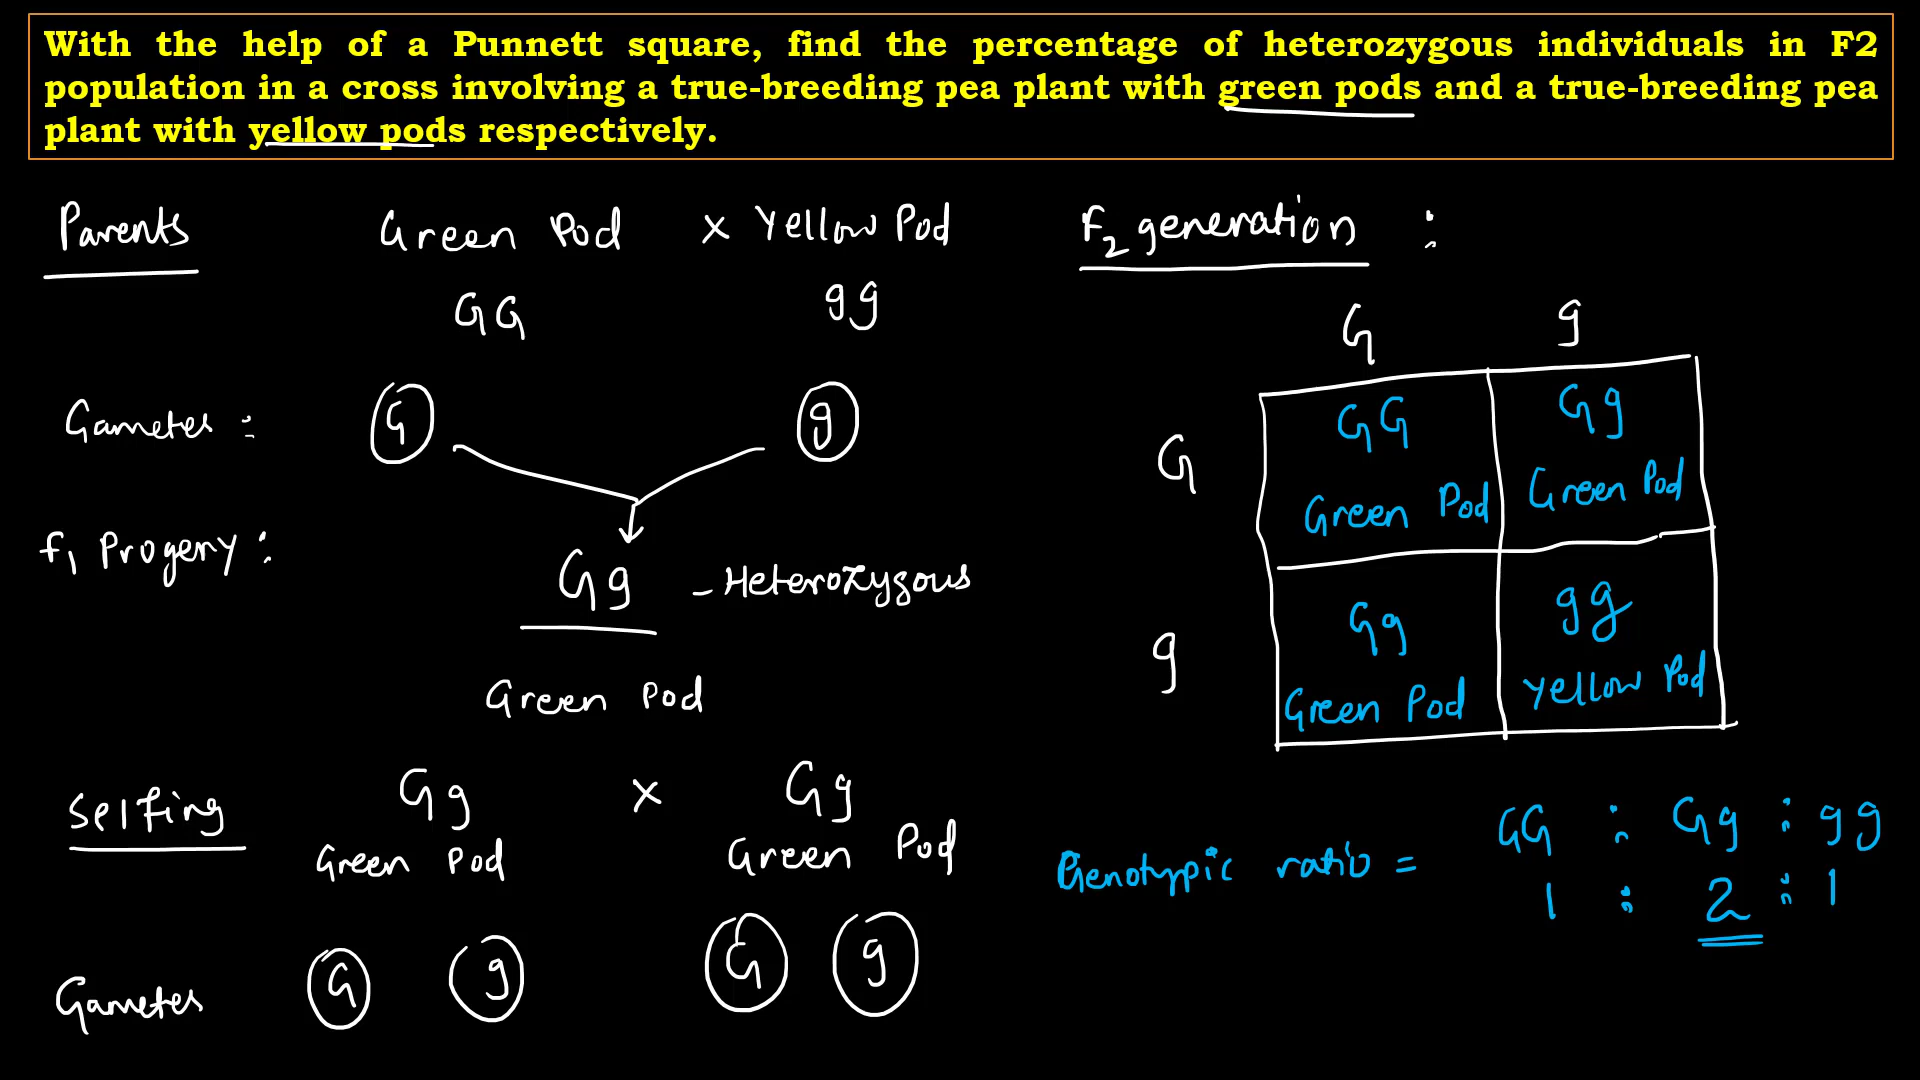 With the help of a Punnett square, find the percentage of heterozygous individuals in F2
population in a cross involving a true-breeding pea plant with green pods and a true-breeding pea
plant with yellow pods respectively.
Parents
Green Pod x Yellow Pod
GG gg
Gametes :
G g
F1 Progeny :
Gg - Heterozygous
Green Pod
Selfing
Gg x Gg
Green Pod Green Pod
Gametes
G g G g
F2 generation :
G g
G GG Gg
Green Pod Green Pod
g Gg gg
Green Pod Yellow Pod
Genotypic ratio = GG : Gg : gg
1 : 2 : 1